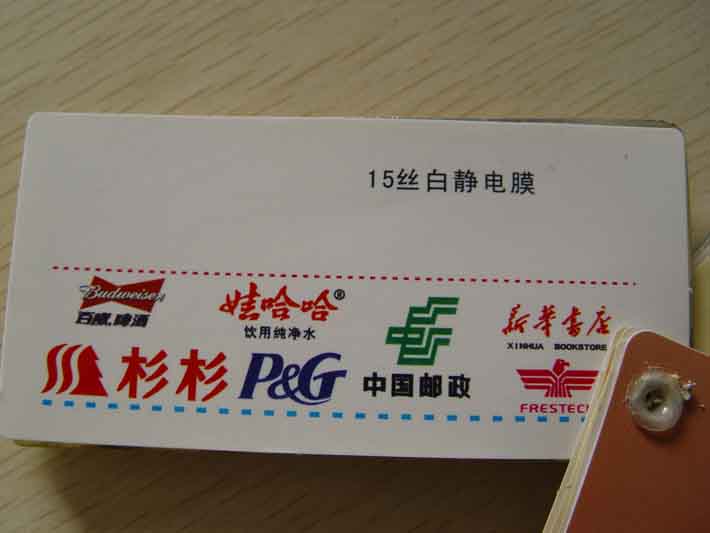 15丝白静电膜
Budweiser
百威啤酒
娃哈哈®
饮用纯净水
中国邮政
新华书店
XINHUA BOOKSTORE
杉杉
P&G
FRESTECH